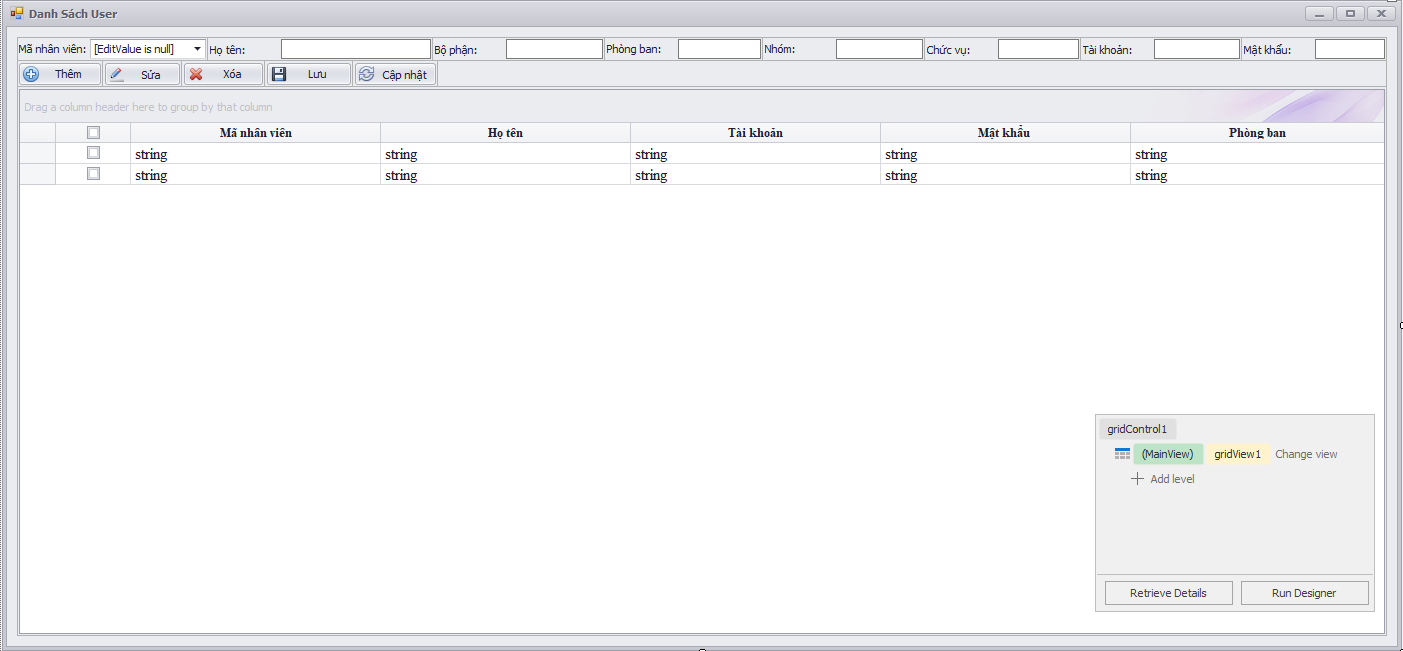 Danh Sách User
Mã nhân viên: [EditValue is null] Họ tên: Bộ phận: Phòng ban: Nhóm: Chức vụ: Tài khoản: Mật khẩu:
Thêm Sửa Xóa Lưu Cập nhật
Drag a column header here to group by that column
Mã nhân viên Họ tên Tài khoản Mật khẩu Phòng ban
string string string string string
string string string string string
gridControl1
(MainView) gridView1 Change view
Add level
Retrieve Details Run Designer